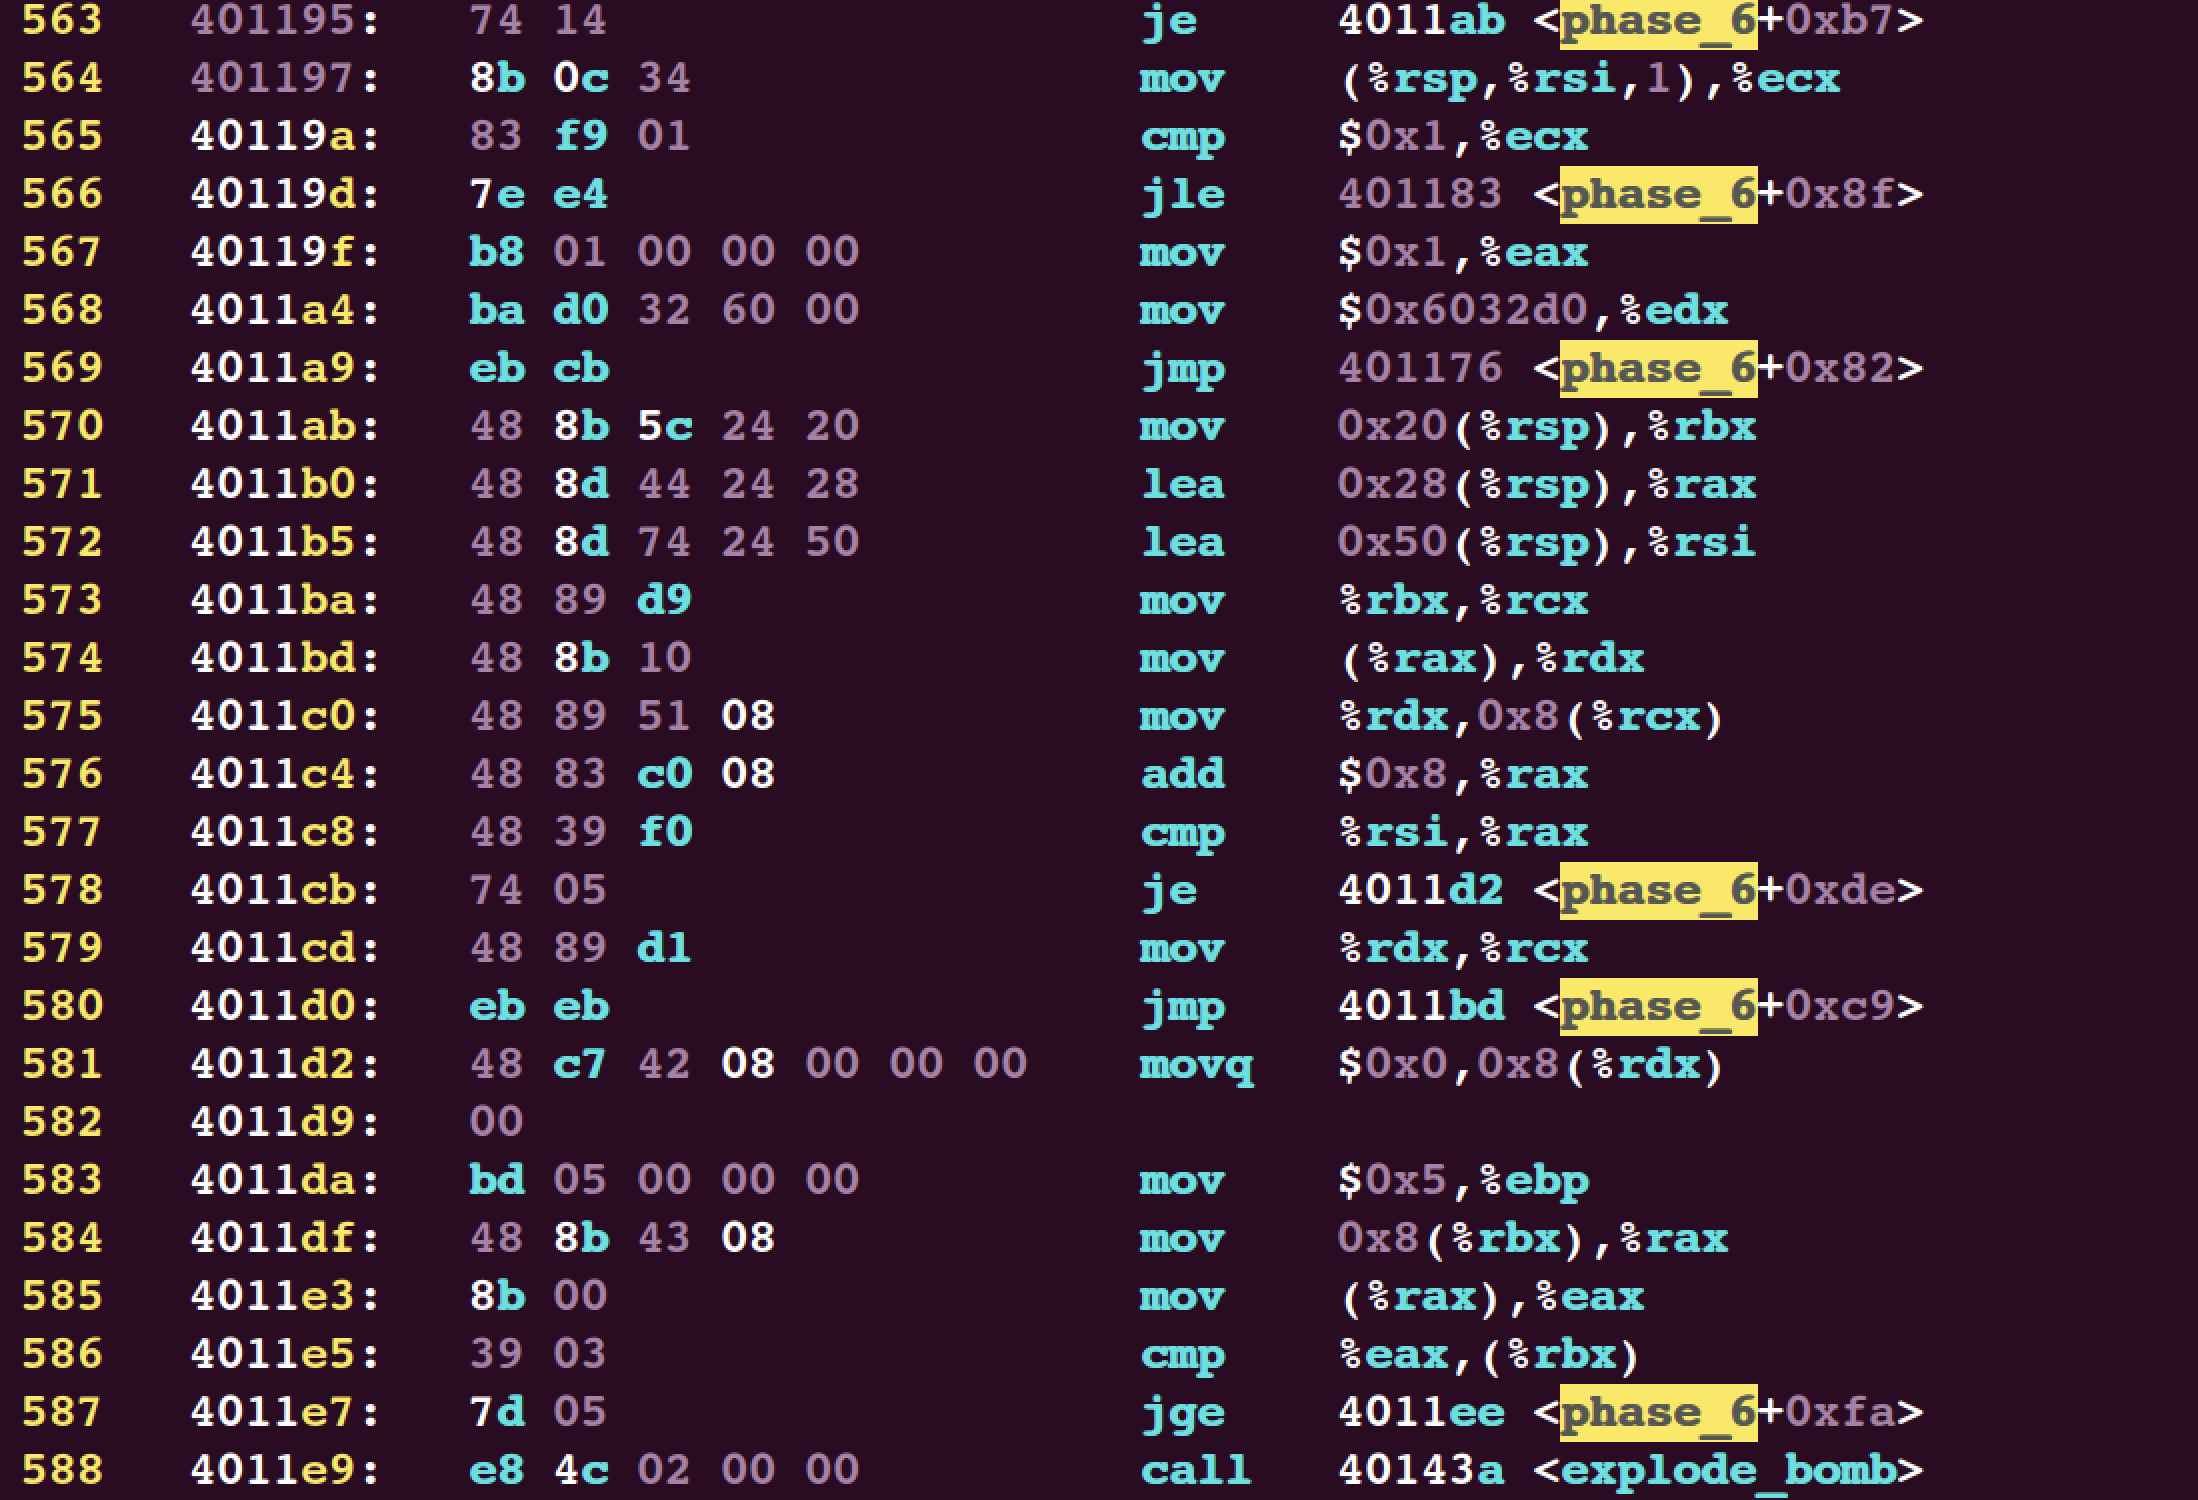 563 401195: 74 14 je 4011ab <phase_6+0xb7>
564 401197: 8b 0c 34 mov (%rsp,%rsi,1),%ecx
565 40119a: 83 f9 01 cmp $0x1,%ecx
566 40119d: 7e e4 jle 401183 <phase_6+0x8f>
567 40119f: b8 01 00 00 00 mov $0x1,%eax
568 4011a4: ba d0 32 60 00 mov $0x6032d0,%edx
569 4011a9: eb cb jmp 401176 <phase_6+0x82>
570 4011ab: 48 8b 5c 24 20 mov 0x20(%rsp),%rbx
571 4011b0: 48 8d 44 24 28 lea 0x28(%rsp),%rax
572 4011b5: 48 8d 74 24 50 lea 0x50(%rsp),%rsi
573 4011ba: 48 89 d9 mov %rbx,%rcx
574 4011bd: 48 8b 10 mov (%rax),%rdx
575 4011c0: 48 89 51 08 mov %rdx,0x8(%rcx)
576 4011c4: 48 83 c0 08 add $0x8,%rax
577 4011c8: 48 39 f0 cmp %rsi,%rax
578 4011cb: 74 05 je 4011d2 <phase_6+0xde>
579 4011cd: 48 89 d1 mov %rdx,%rcx
580 4011d0: eb eb jmp 4011bd <phase_6+0xc9>
581 4011d2: 48 c7 42 08 00 00 00 movq $0x0,0x8(%rdx)
582 4011d9: 00
583 4011da: bd 05 00 00 00 mov $0x5,%ebp
584 4011df: 48 8b 43 08 mov 0x8(%rbx),%rax
585 4011e3: 8b 00 mov (%rax),%eax
586 4011e5: 39 03 cmp %eax,(%rbx)
587 4011e7: 7d 05 jge 4011ee <phase_6+0xfa>
588 4011e9: e8 4c 02 00 00 call 40143a <explode_bomb>